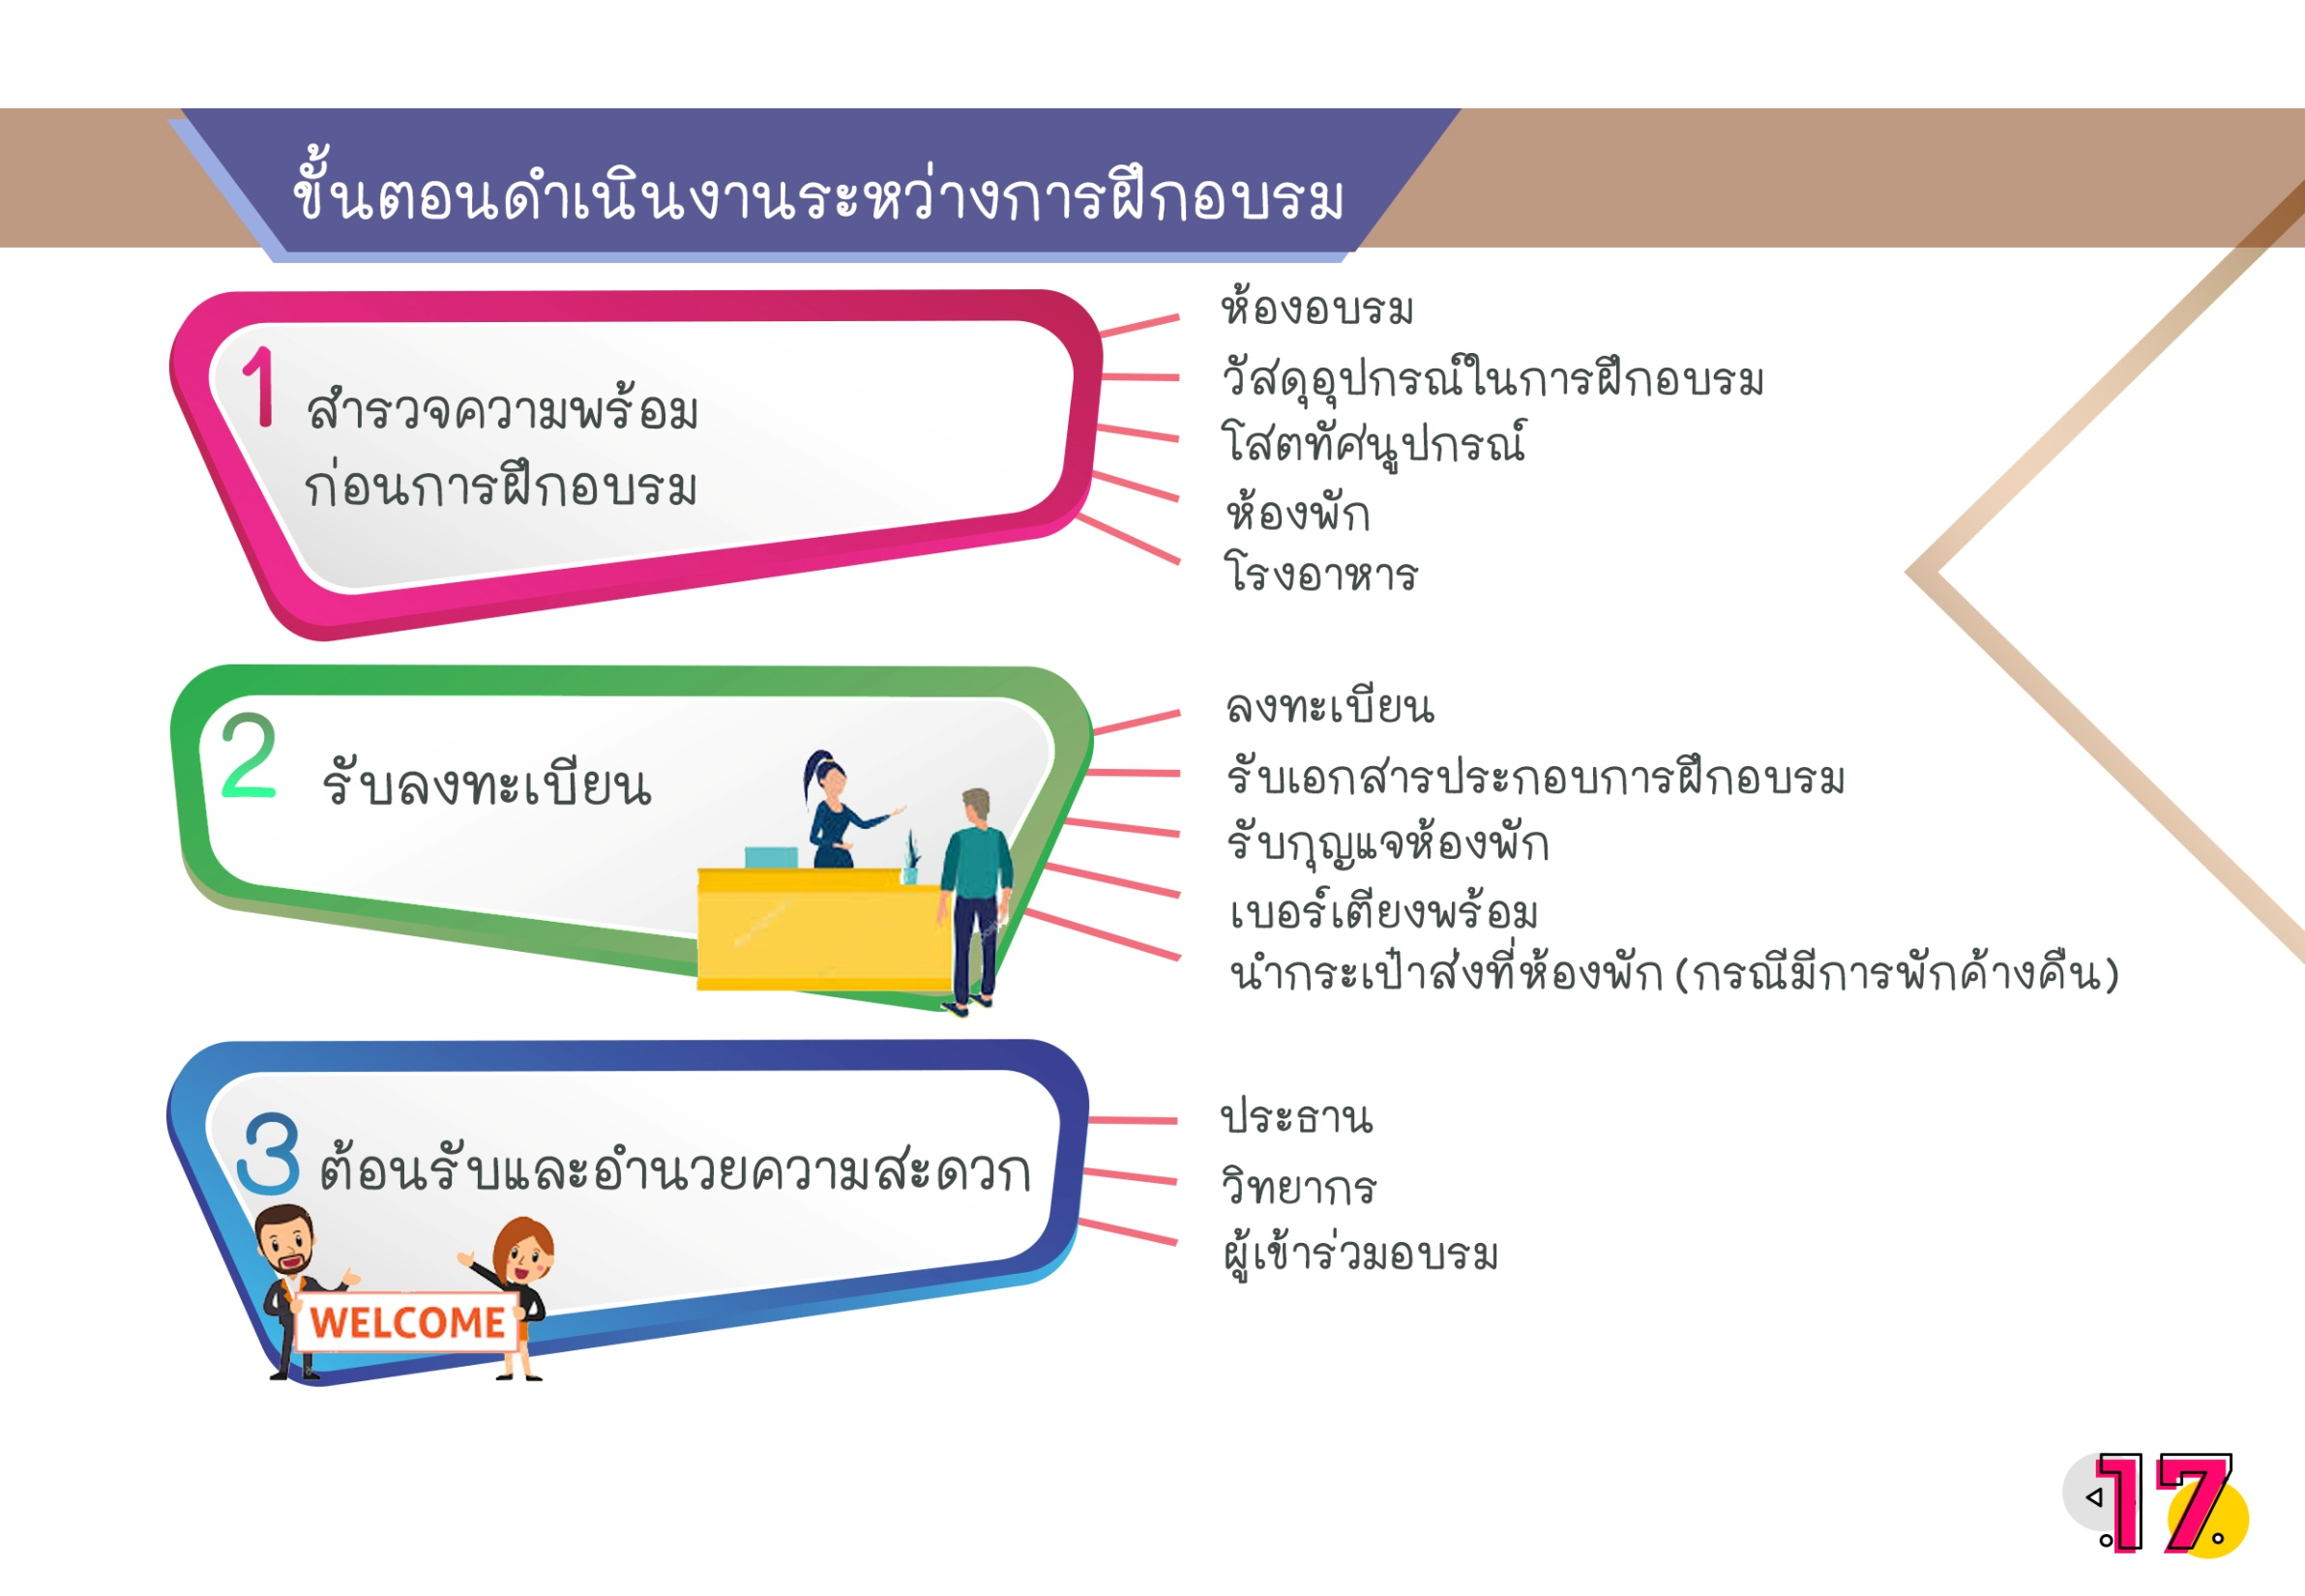 ขั้นตอนดำเนินงานระหว่างการฝึกอบรม
1
สำรวจความพร้อม
ก่อนการฝึกอบรม
ห้องอบรม
วัสดุอุปกรณ์ในการฝึกอบรม
โสตทัศนูปกรณ์
ห้องพัก
โรงอาหาร
2
รับลงทะเบียน
ลงทะเบียน
รับเอกสารประกอบการฝึกอบรม
รับกุญแจห้องพัก
เบอร์เตียงพร้อม
นำกระเป๋าส่งที่ห้องพัก (กรณีมีการพักค้างคืน)
3
ต้อนรับและอำนวยความสะดวก
WELCOME
ประธาน
วิทยากร
ผู้เข้าร่วมอบรม
17